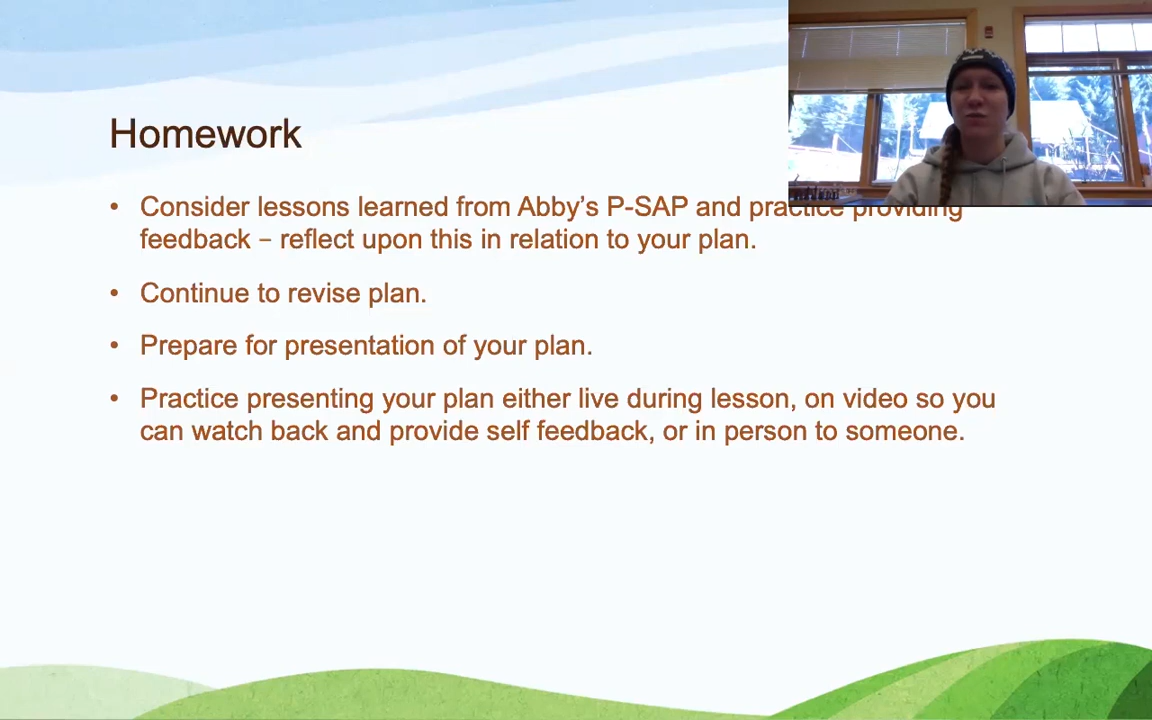 Homework
• Consider lessons learned from Abby's P-SAP and practice providing
feedback – reflect upon this in relation to your plan.
• Continue to revise plan.
• Prepare for presentation of your plan.
• Practice presenting your plan either live during lesson, on video so you
can watch back and provide self feedback, or in person to someone.